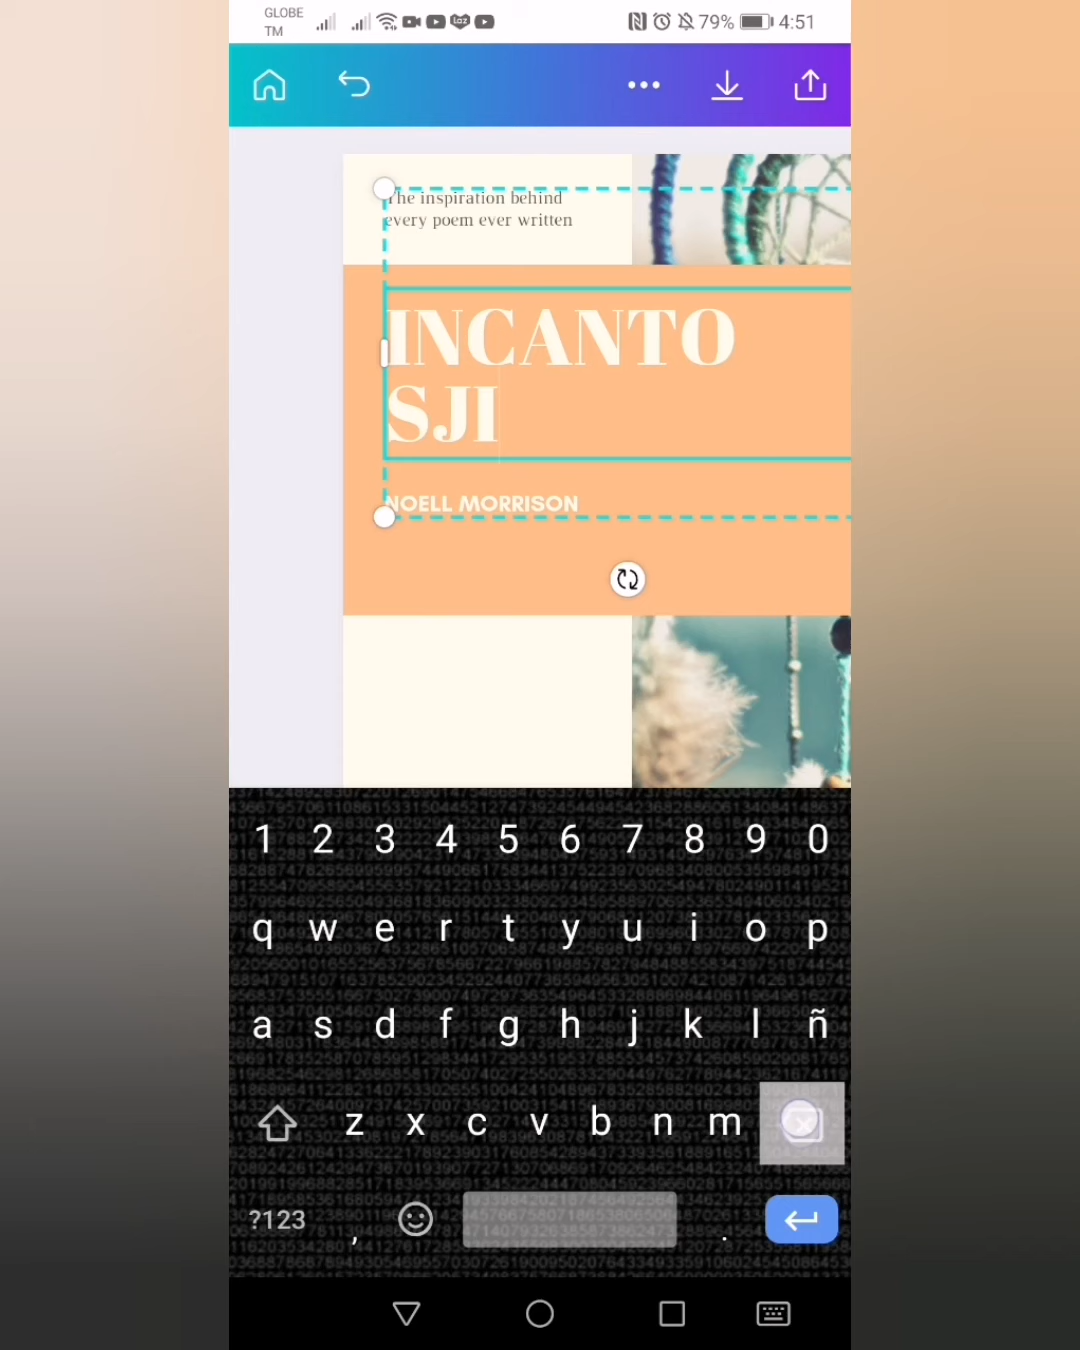 GLOBE
TM
79% 4:51
The inspiration behind
every poem ever written
INCANTO
SJI
NOELL MORRISON
1 2 3 4 5 6 7 8 9 0
q w e r t y u i o p
a s d f g h j k l ñ
z x c v b n m
?123 , .